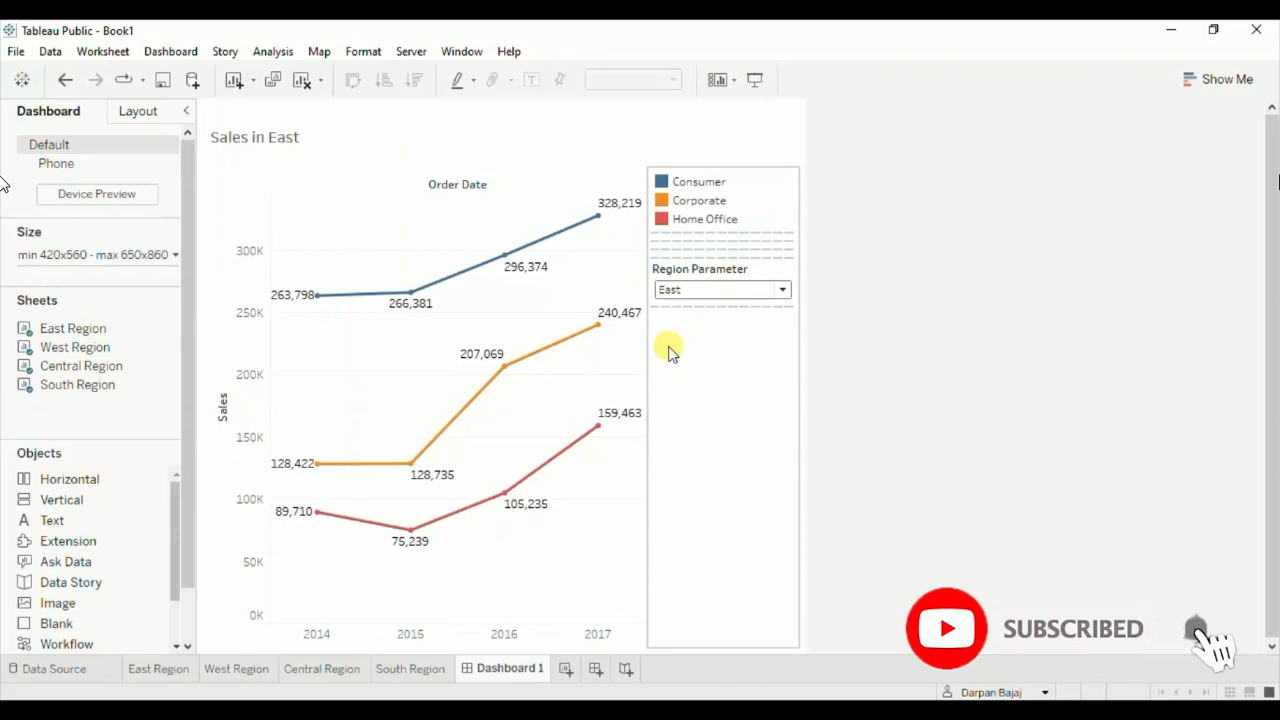 Tableau Public - Book1
File Data Worksheet Dashboard Story Analysis Map Format Server Window Help
Show Me
Dashboard Layout
Default
Phone
Device Preview
Size
min 420x560 - max 650x860
Sheets
East Region
West Region
Central Region
South Region
Objects
Horizontal
Vertical
Text
Extension
Ask Data
Data Story
Image
Blank
Workflow
Sales in East
Order Date
Sales
300K
250K
200K
150K
100K
50K
0K
263,798
266,381
296,374
328,219
128,422
128,735
207,069
240,467
89,710
75,239
105,235
159,463
2014 2015 2016 2017
Consumer
Corporate
Home Office
Region Parameter
East
SUBSCRIBED
Data Source East Region West Region Central Region South Region Dashboard 1
Darpan Bajaj